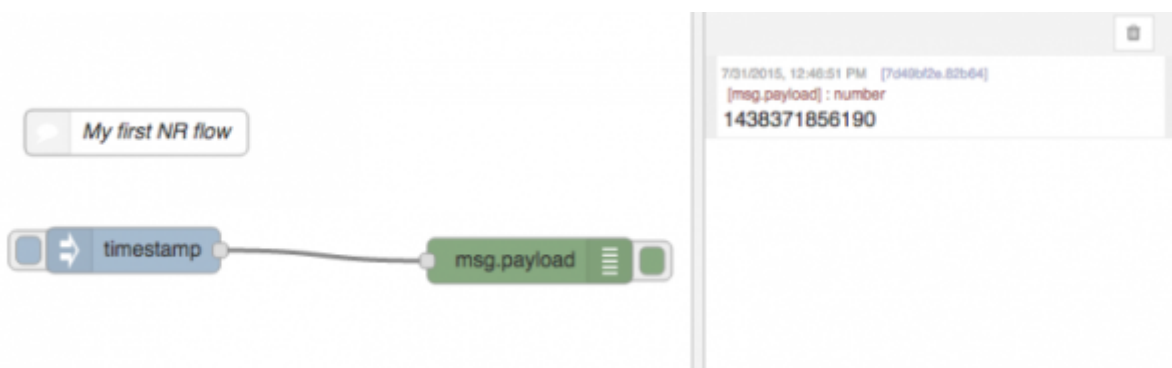 My first NR flow
timestamp
msg.payload
7/31/2015, 12:46:51 PM [7d49bf2e.82b64]
[msg.payload] : number
1438371856190